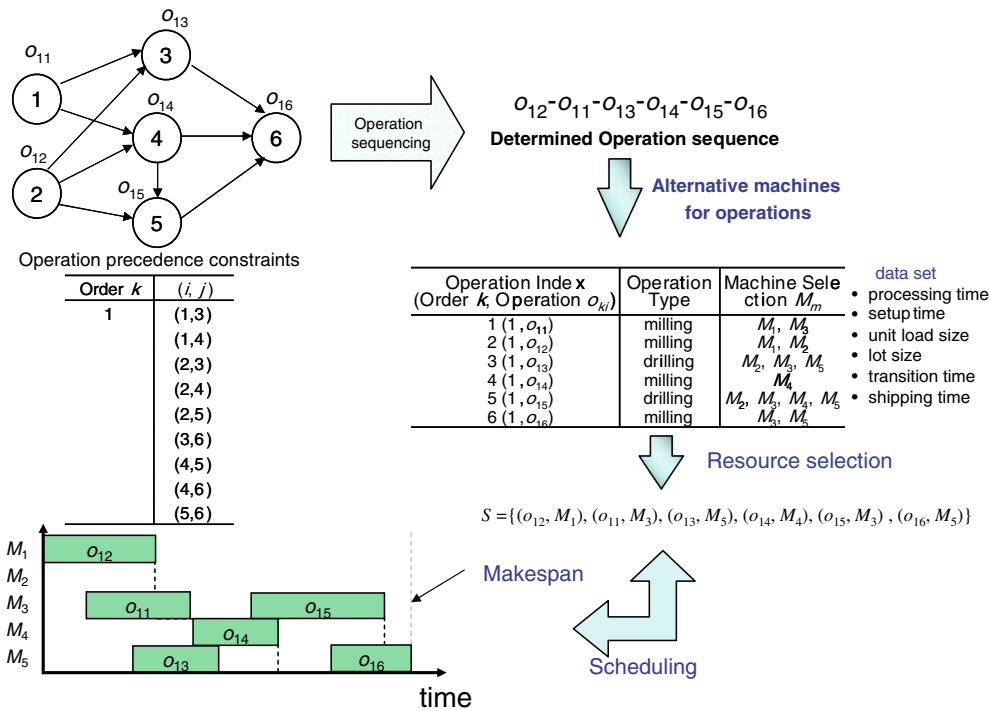 o13
o11
3
1
o14
o16
4
6
o12
2
o15
5
Operation sequencing
o12-o11-o13-o14-o15-o16
Determined Operation sequence
Alternative machines
for operations
Operation precedence constraints
Order k (i, j)
1 (1,3)
(1,4)
(2,3)
(2,4)
(2,5)
(3,6)
(4,5)
(4,6)
(5,6)
Operation Index Operation Machine Sele
(Order k, Operation oki) Type ction Mm
1 (1,o11) milling M1, M3
2 (1,o12) milling M1, M2
3 (1,o13) drilling M2, M3, M5
4 (1,o14) milling M4
5 (1,o15) drilling M2, M3, M4, M5
6 (1,o16) milling M3, M5
data set
• processing time
• setup time
• unit load size
• lot size
• transition time
• shipping time
Resource selection
S ={(o12, M1), (o11, M3), (o13, M5), (o14, M4), (o15, M3) , (o16, M5)}
M1 o12
M2
M3 o11 o15
M4 o14
M5 o13 o16
time
Makespan
Scheduling